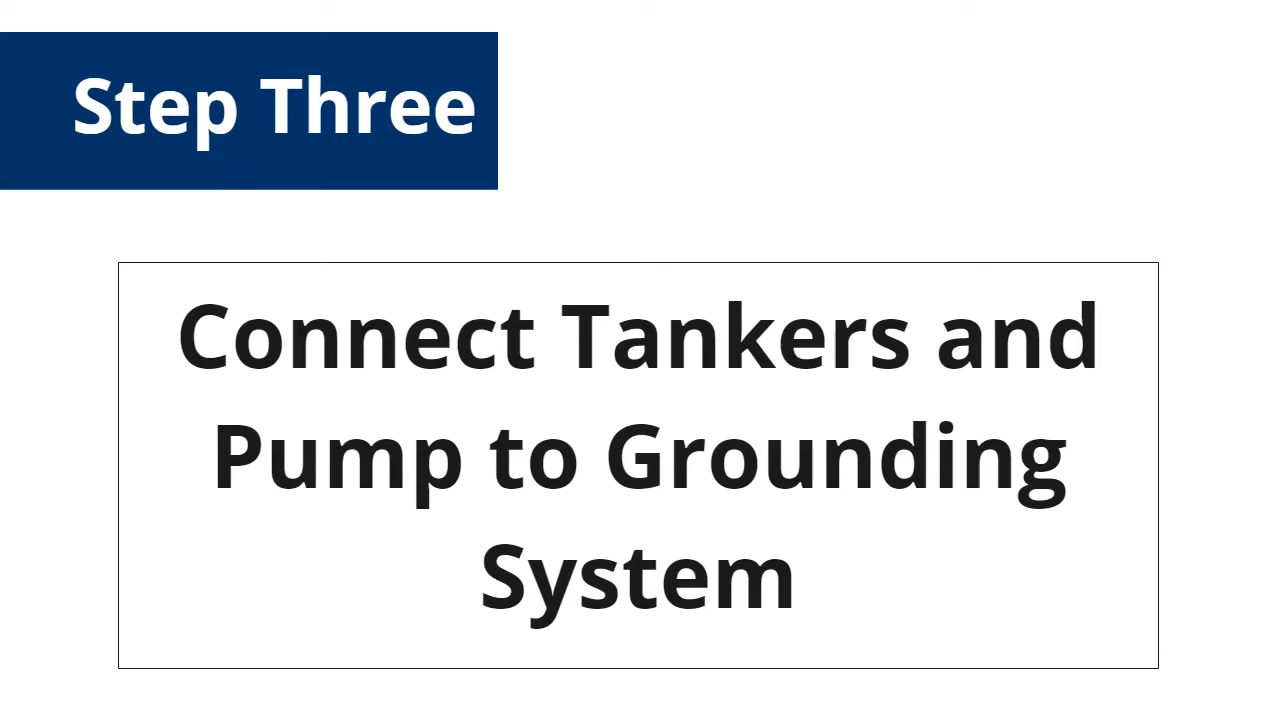 Step Three
Connect Tankers and
Pump to Grounding
System